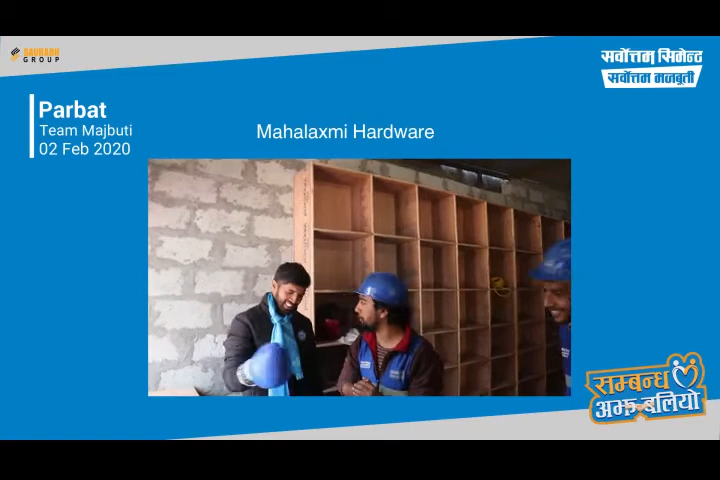 SAURABH
GROUP
सर्वोत्तम सिमेन्ट
सर्वोत्तम मजबूती
Parbat
Team Majbuti
02 Feb 2020
Mahalaxmi Hardware
सम्बन्ध
अझ बलियो